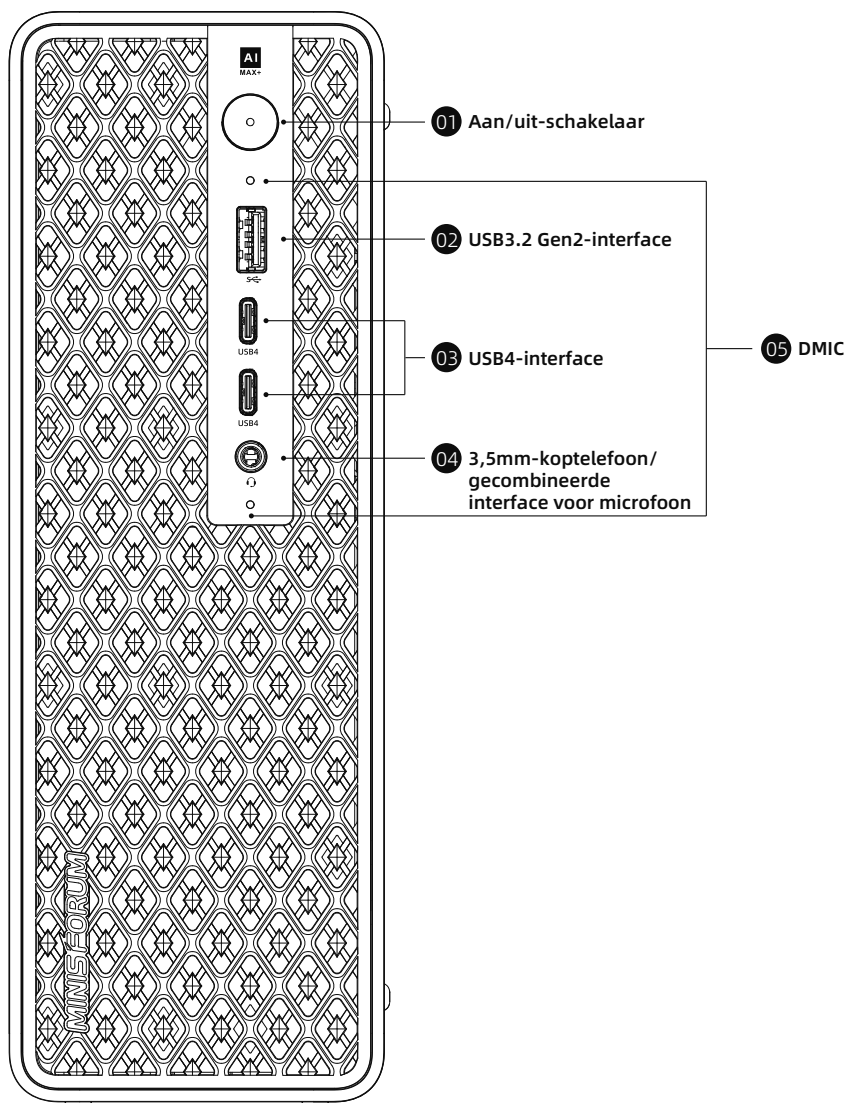 AI
MAX+
01 Aan/uit-schakelaar
02 USB3.2 Gen2-interface
USB4
03 USB4-interface
05 DMIC
USB4
04 3,5mm-koptelefoon/
gecombineerde
interface voor microfoon
MINISFORUM